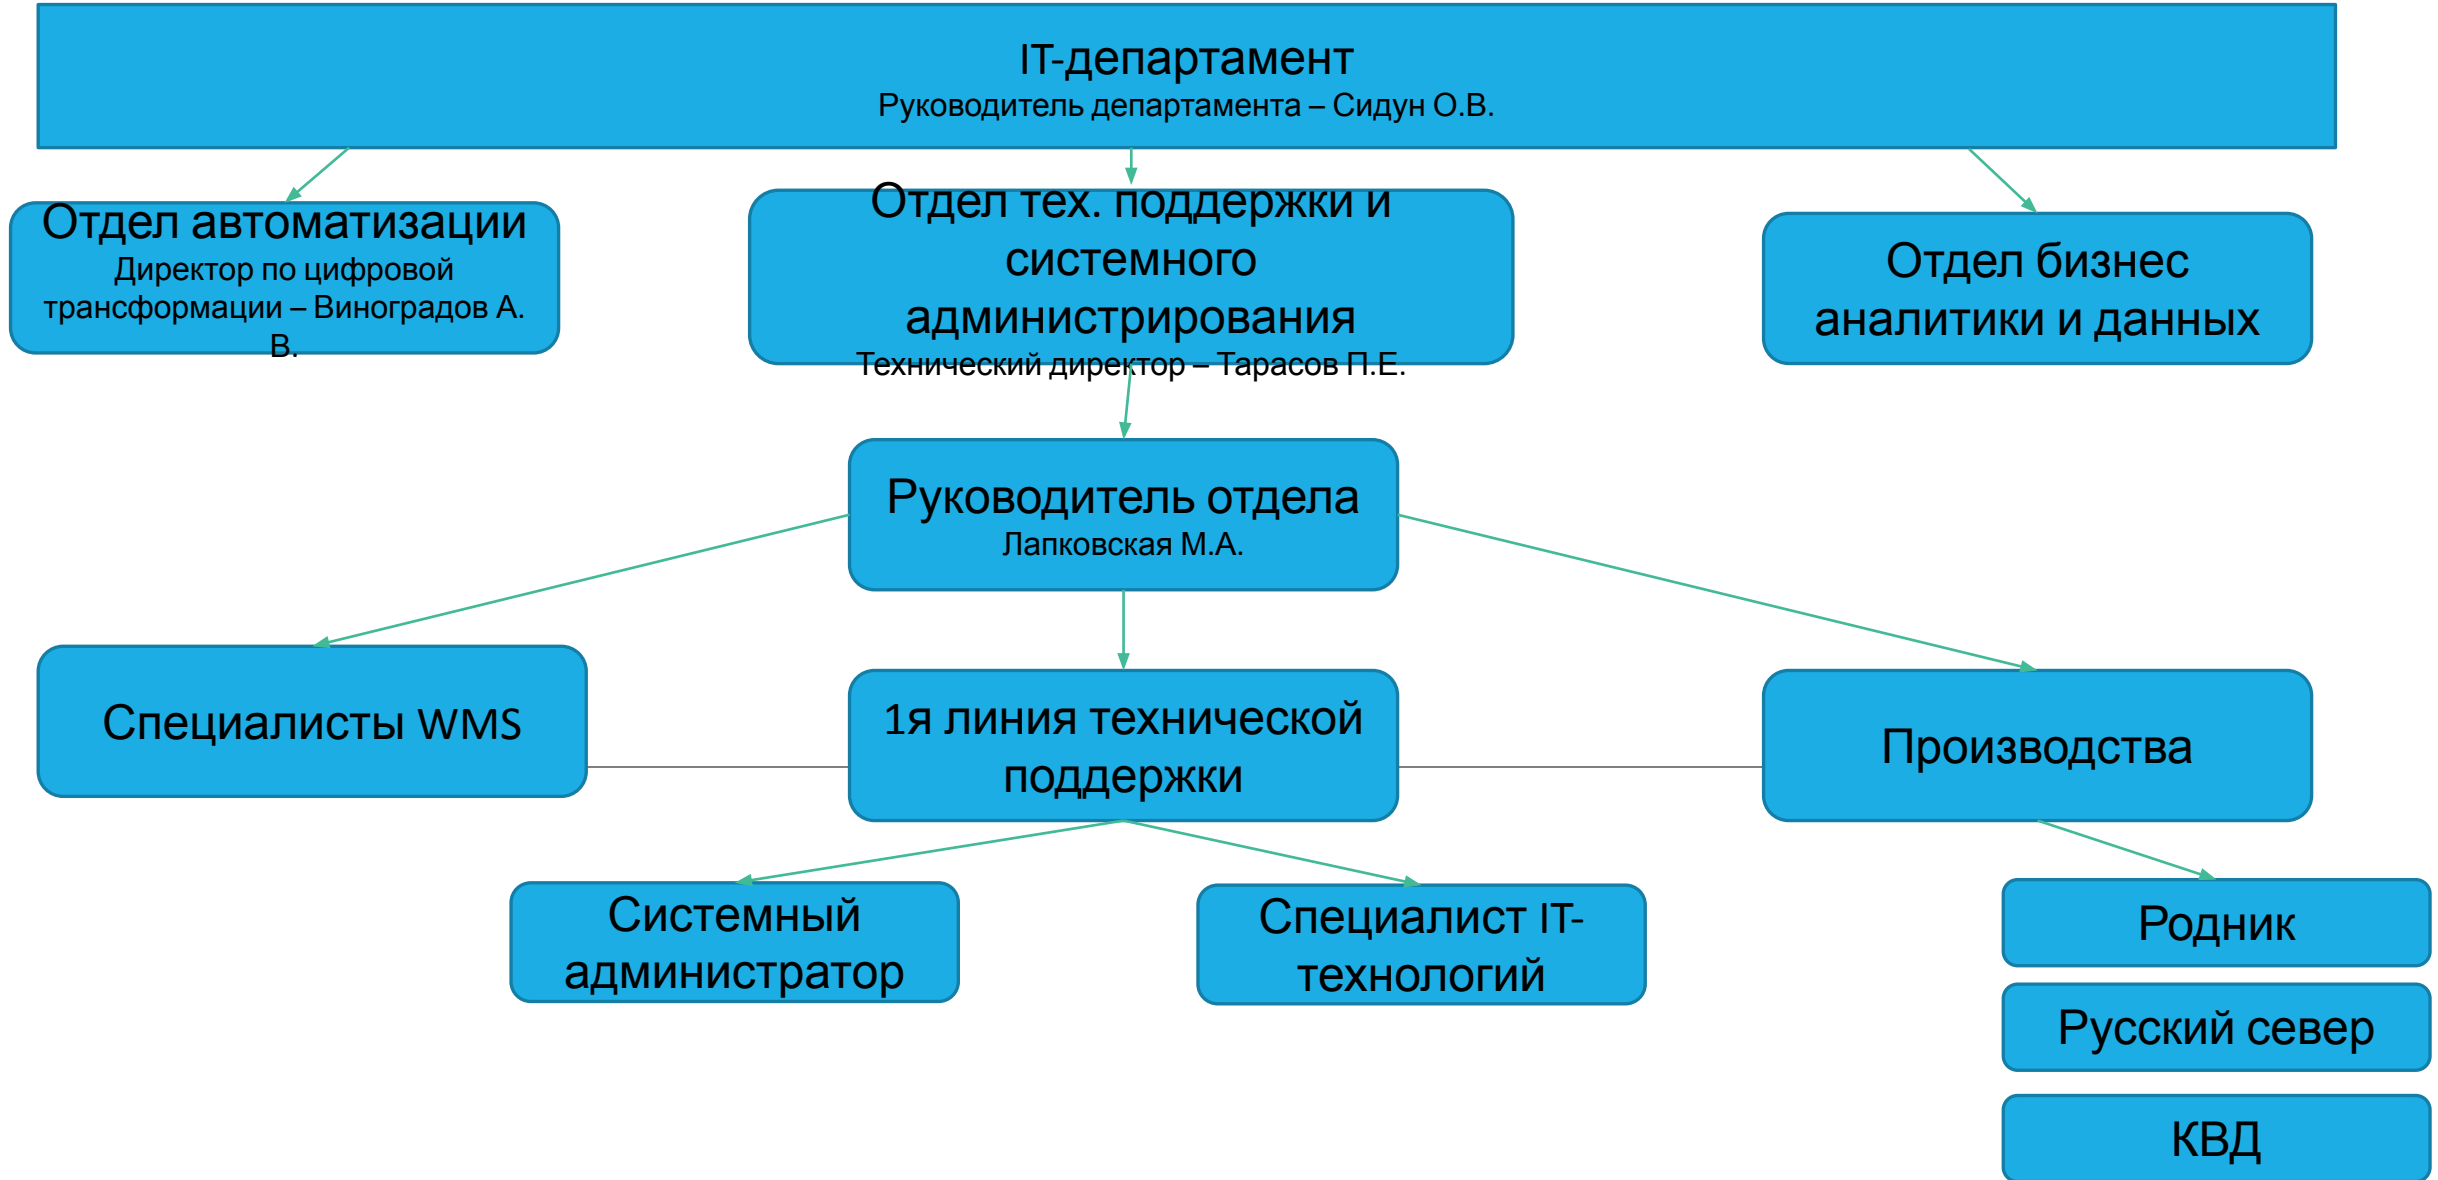 IT-департамент
Руководитель департамента – Сидун О.В.
Отдел автоматизации
Директор по цифровой
трансформации – Виноградов А.
В.
Отдел тех. поддержки и
системного
администрирования
Технический директор – Тарасов П.Е.
Отдел бизнес
аналитики и данных
Руководитель отдела
Лапковская М.А.
Специалисты WMS
1я линия технической
поддержки
Производства
Системный
администратор
Специалист IT-
технологий
Родник
Русский север
КВД